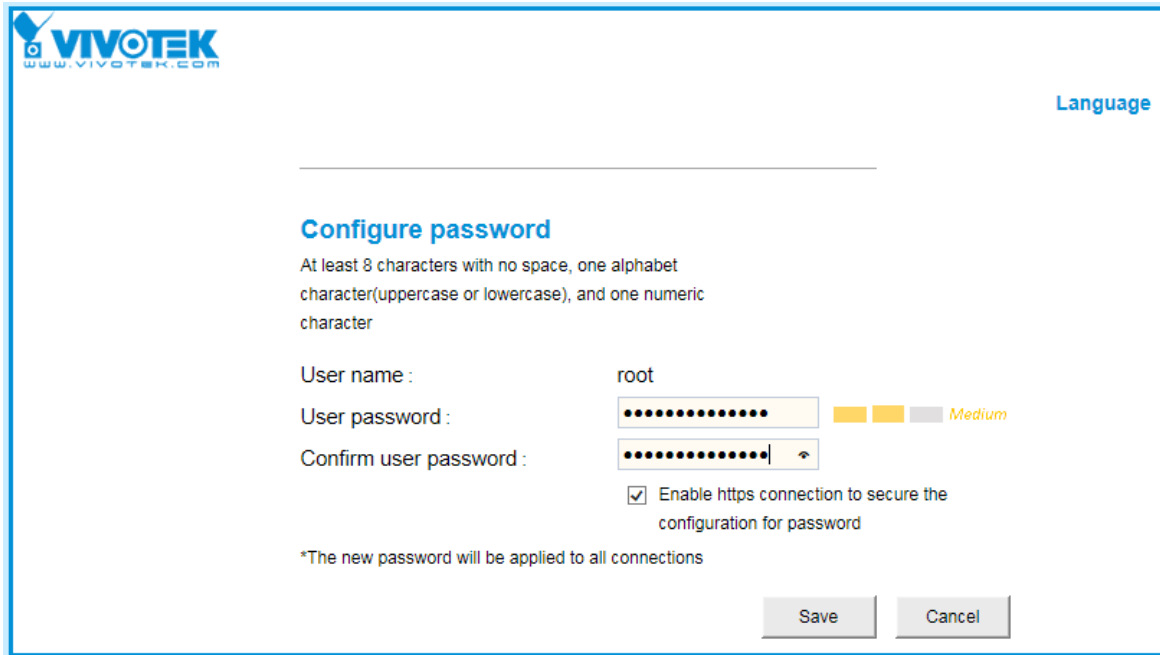 VIVOTEK
www.vivotek.com
Language
Configure password
At least 8 characters with no space, one alphabet
character(uppercase or lowercase), and one numeric
character
User name : root
User password : •••••••••••••• Medium
Confirm user password : ••••••••••••••
Enable https connection to secure the
configuration for password
*The new password will be applied to all connections
Save Cancel